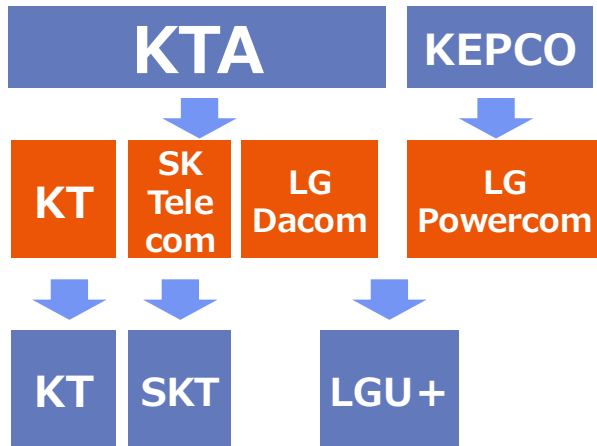 KTA
KEPCO
KT
SK
Tele
com
LG
Dacom
LG
Powercom
KT
SKT
LGU+